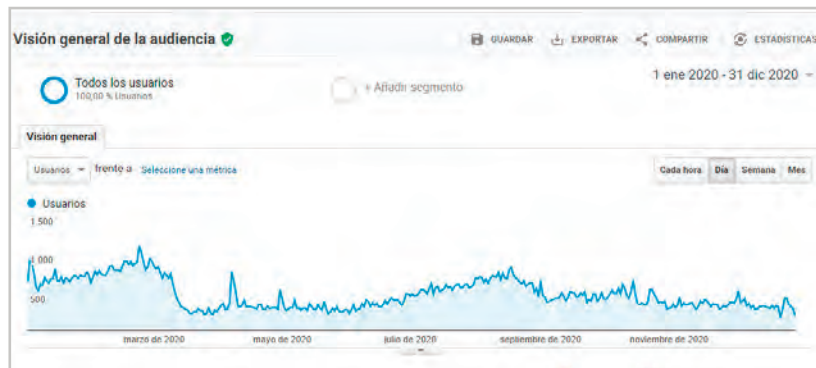 Visión general de la audiencia
GUARDAR EXPORTAR COMPARTIR ESTADÍSTICAS
Todos los usuarios
100,00 % Usuarios
+ Añadir segmento
1 ene 2020 - 31 dic 2020
Visión general
Usuarios frente a Seleccione una métrica
Cada hora Día Semana Mes
Usuarios
1.500
1.000
500
marzo de 2020 mayo de 2020 julio de 2020 septiembre de 2020 noviembre de 2020